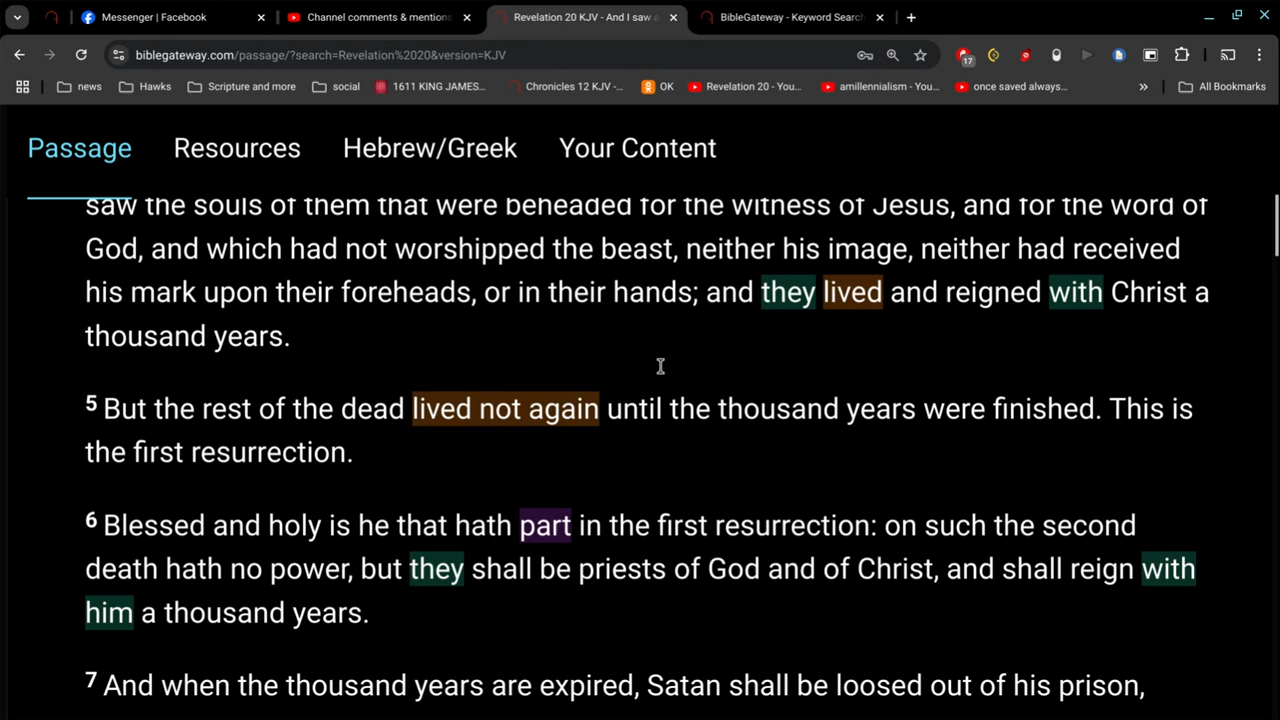 Messenger | Facebook
Channel comments & mentions
Revelation 20 KJV - And I saw a
BibleGateway - Keyword Search
biblegateway.com/passage/?search=Revelation%2020&version=KJV
17
news
Hawks
Scripture and more
social
1611 KING JAMES...
Chronicles 12 KJV -...
OK
Revelation 20 - You...
amillennialism - You...
once saved always...
»
All Bookmarks
Passage
Resources
Hebrew/Greek
Your Content
saw the souls of them that were beheaded for the witness of Jesus, and for the word of
God, and which had not worshipped the beast, neither his image, neither had received
his mark upon their foreheads, or in their hands; and they lived and reigned with Christ a
thousand years.
5 But the rest of the dead lived not again until the thousand years were finished. This is
the first resurrection.
6 Blessed and holy is he that hath part in the first resurrection: on such the second
death hath no power, but they shall be priests of God and of Christ, and shall reign with
him a thousand years.
7 And when the thousand years are expired, Satan shall be loosed out of his prison,